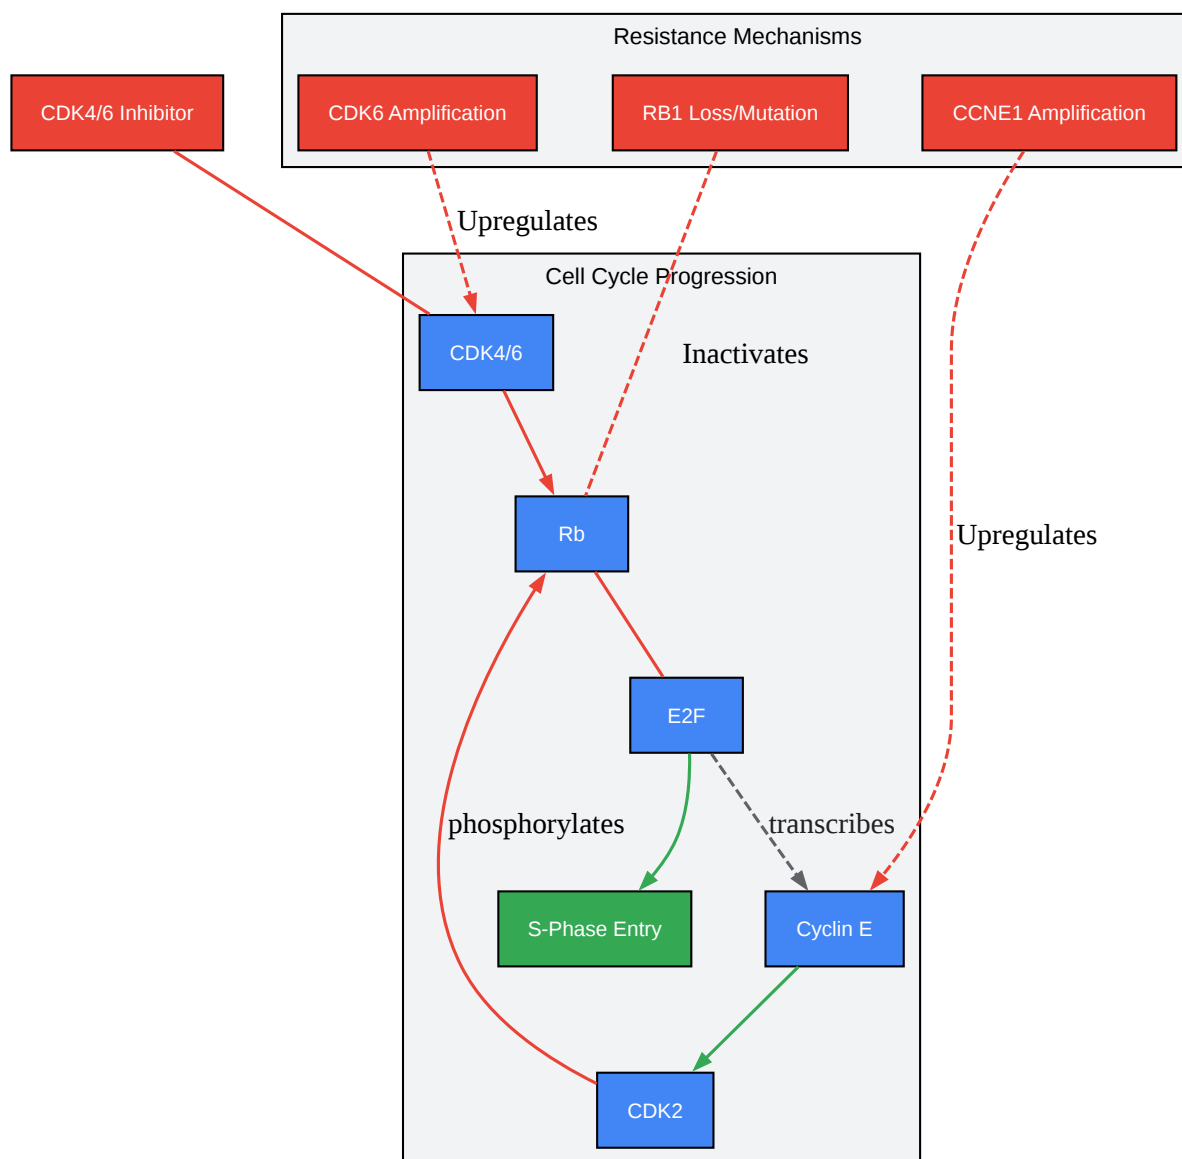 Resistance Mechanisms
CDK4/6 Inhibitor
CDK6 Amplification
RB1 Loss/Mutation
CCNE1 Amplification
Upregulates
Cell Cycle Progression
CDK4/6
Inactivates
Rb
Upregulates
E2F
phosphorylates
transcribes
S-Phase Entry
Cyclin E
CDK2